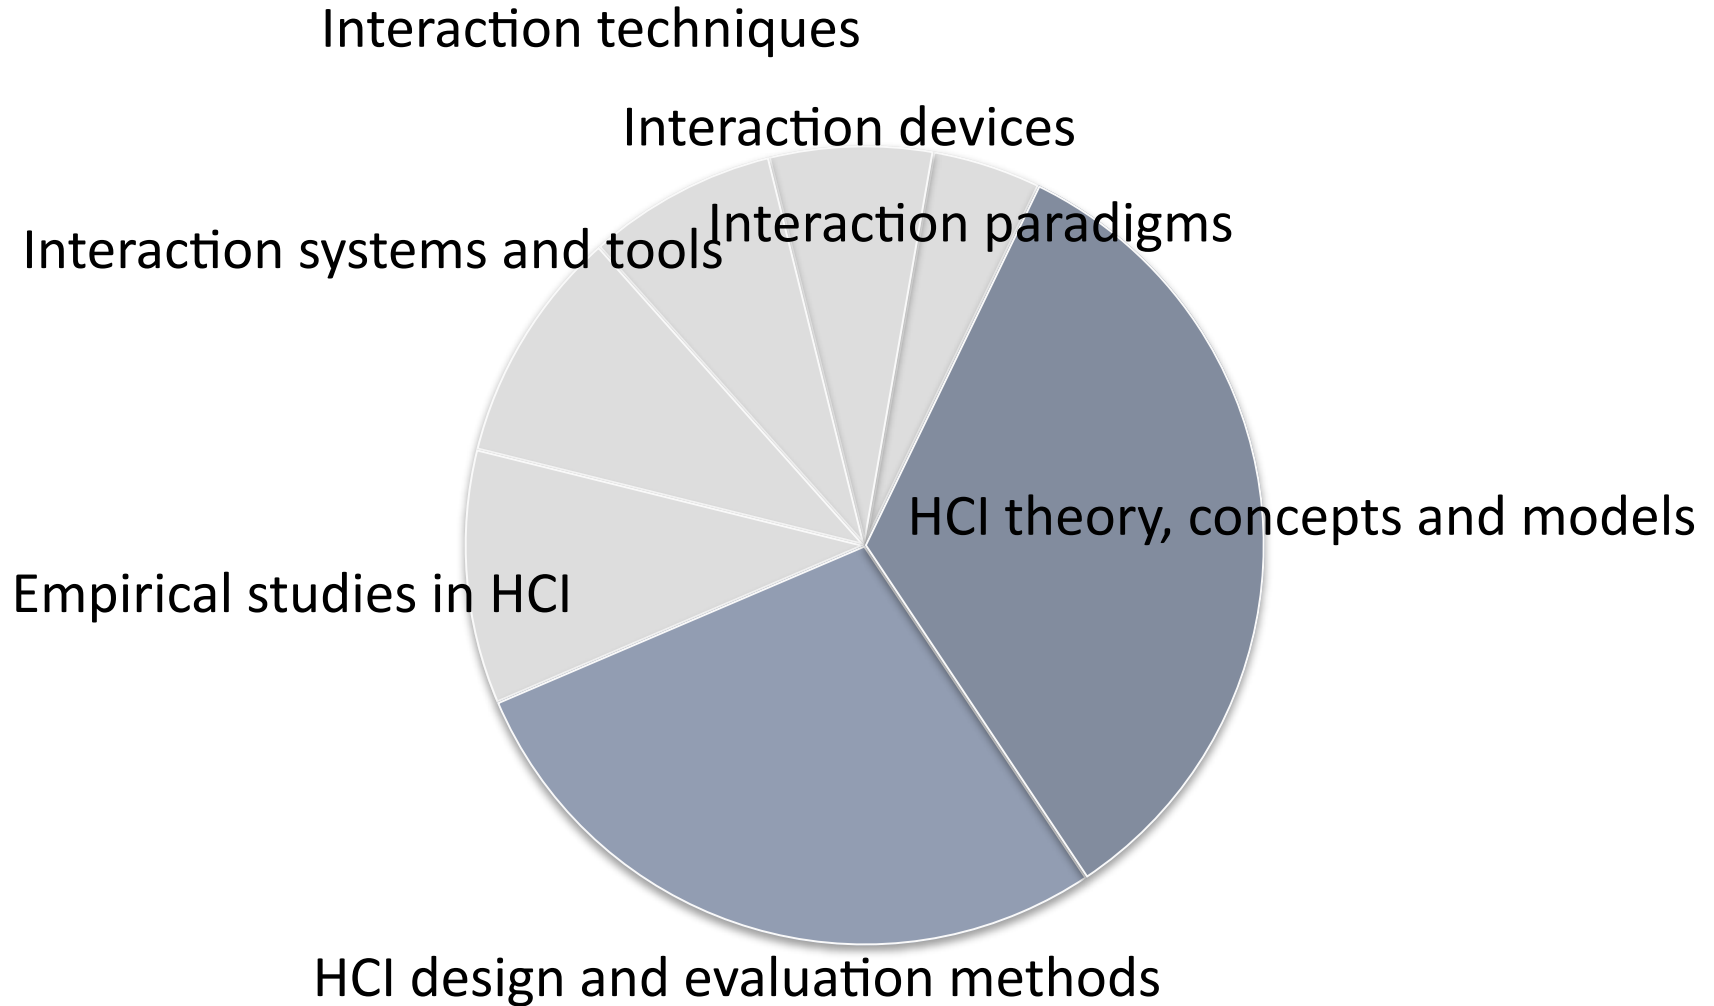 Interaction techniques
Interaction devices
Interaction paradigms
Interaction systems and tools
HCI theory, concepts and models
Empirical studies in HCI
HCI design and evaluation methods